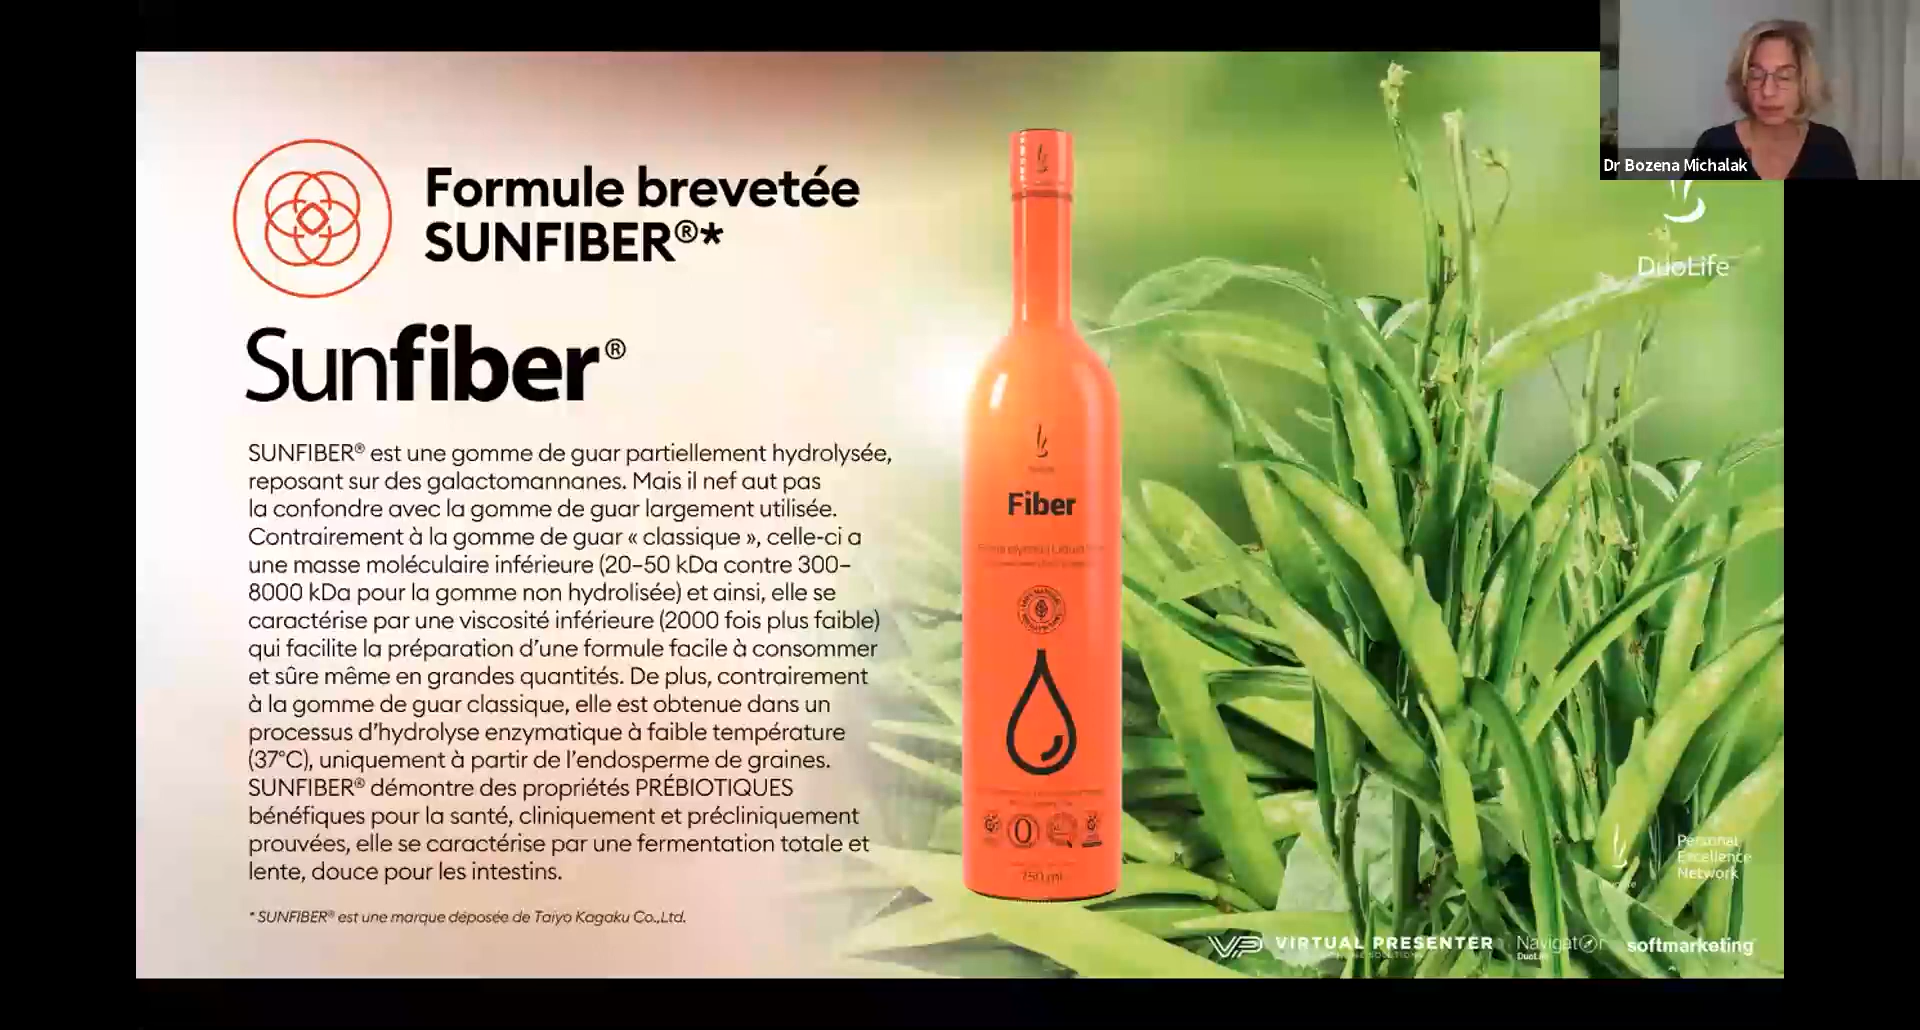 Dr Bozena Michalak
Formule brevetée
SUNFIBER®*
Sunfiber®
SUNFIBER® est une gomme de guar partiellement hydrolysée,
reposant sur des galactomannanes. Mais il nef aut pas
la confondre avec la gomme de guar largement utilisée.
Contrairement à la gomme de guar « classique », celle-ci a
une masse moléculaire inférieure (20–50 kDa contre 300–
8000 kDa pour la gomme non hydrolisée) et ainsi, elle se
caractérise par une viscosité inférieure (2000 fois plus faible)
qui facilite la préparation d'une formule facile à consommer
et sûre même en grandes quantités. De plus, contrairement
à la gomme de guar classique, elle est obtenue dans un
processus d'hydrolyse enzymatique à faible température
(37°C), uniquement à partir de l'endosperme de graines.
SUNFIBER® démontre des propriétés PRÉBIOTIQUES
bénéfiques pour la santé, cliniquement et précliniquement
prouvées, elle se caractérise par une fermentation totale et
lente, douce pour les intestins.
* SUNFIBER® est une marque déposée de Taiyo Kagaku Co.,Ltd.
Fiber
0
750 ml
DuoLife
Personal
Excellence
Network
VP VIRTUAL PRESENTER
Navigator
DuoLife
softmarketing